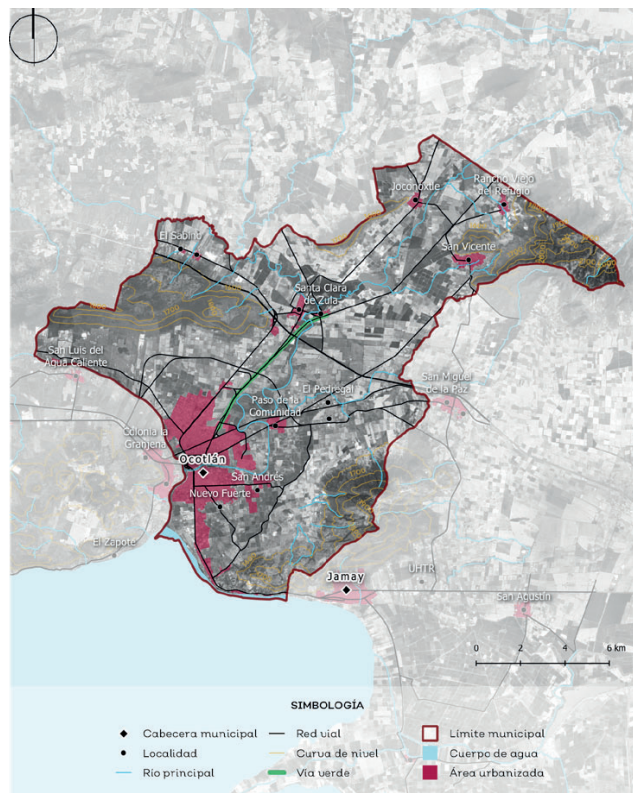 Joconoxtle
Rancho Viejo
del Refugio
El Sabino
San Vicente
Santa Clara
de Zula
San Luis del
Agua Caliente
San Miguel
de la Paz
El Pedregal
Paso de la
Comunidad
Colonia la
Granjena
Ocotlán
San Andrés
Nuevo Fuerte
El Zapote
UHTR
Jamay
San Agustín
0 2 4 6 km
SIMBOLOGÍA
Cabecera municipal
Red vial
Límite municipal
Localidad
Curva de nivel
Cuerpo de agua
Río principal
Vía verde
Área urbanizada